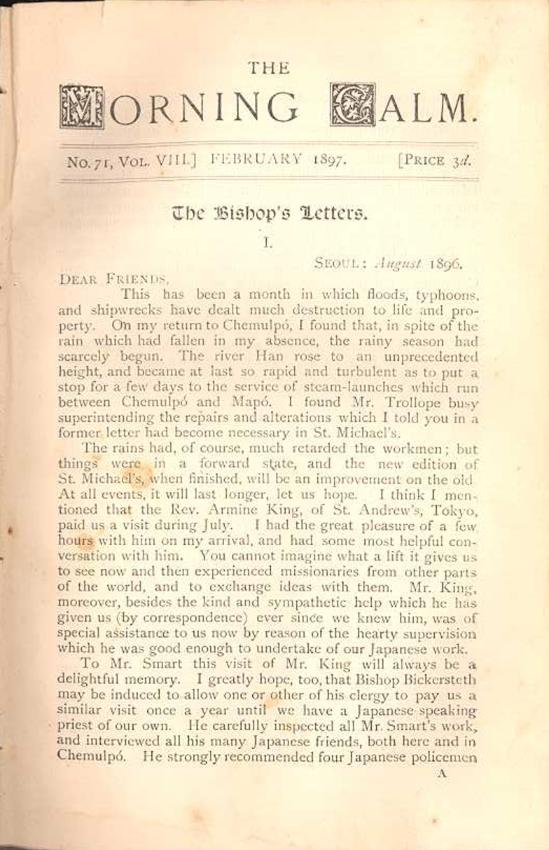 THE
MORNING CALM.
No. 71, VOL. VIII.] FEBRUARY 1897. [PRICE 3d.
The Bishop's Letters.
I.
SEOUL: August 1896.
DEAR FRIENDS,
This has been a month in which floods, typhoons,
and shipwrecks have dealt much destruction to life and pro-
perty. On my return to Chemulpó, I found that, in spite of the
rain which had fallen in my absence, the rainy season had
scarcely begun. The river Han rose to an unprecedented
height, and became at last so rapid and turbulent as to put a
stop for a few days to the service of steam-launches which run
between Chemulpó and Mapó. I found Mr. Trollope busy
superintending the repairs and alterations which I told you in a
former letter had become necessary in St. Michael's.
The rains had, of course, much retarded the workmen; but
things were in a forward state, and the new edition of
St. Michael's, when finished, will be an improvement on the old
At all events, it will last longer, let us hope. I think I men-
tioned that the Rev. Armine King, of St. Andrew's, Tokyo,
paid us a visit during July. I had the great pleasure of a few
hours with him on my arrival, and had some most helpful con-
versation with him. You cannot imagine what a lift it gives us
to see now and then experienced missionaries from other parts
of the world, and to exchange ideas with them. Mr. King,
moreover, besides the kind and sympathetic help which he has
given us (by correspondence) ever since we knew him, was of
special assistance to us now by reason of the hearty supervision
which he was good enough to undertake of our Japanese work.
To Mr. Smart this visit of Mr. King will always be a
delightful memory. I greatly hope, too, that Bishop Bickersteth
may be induced to allow one or other of his clergy to pay us a
similar visit once a year until we have a Japanese-speaking
priest of our own. He carefully inspected all Mr. Smart's work,
and interviewed all his many Japanese friends, both here and in
Chemulpó. He strongly recommended four Japanese policemen
A